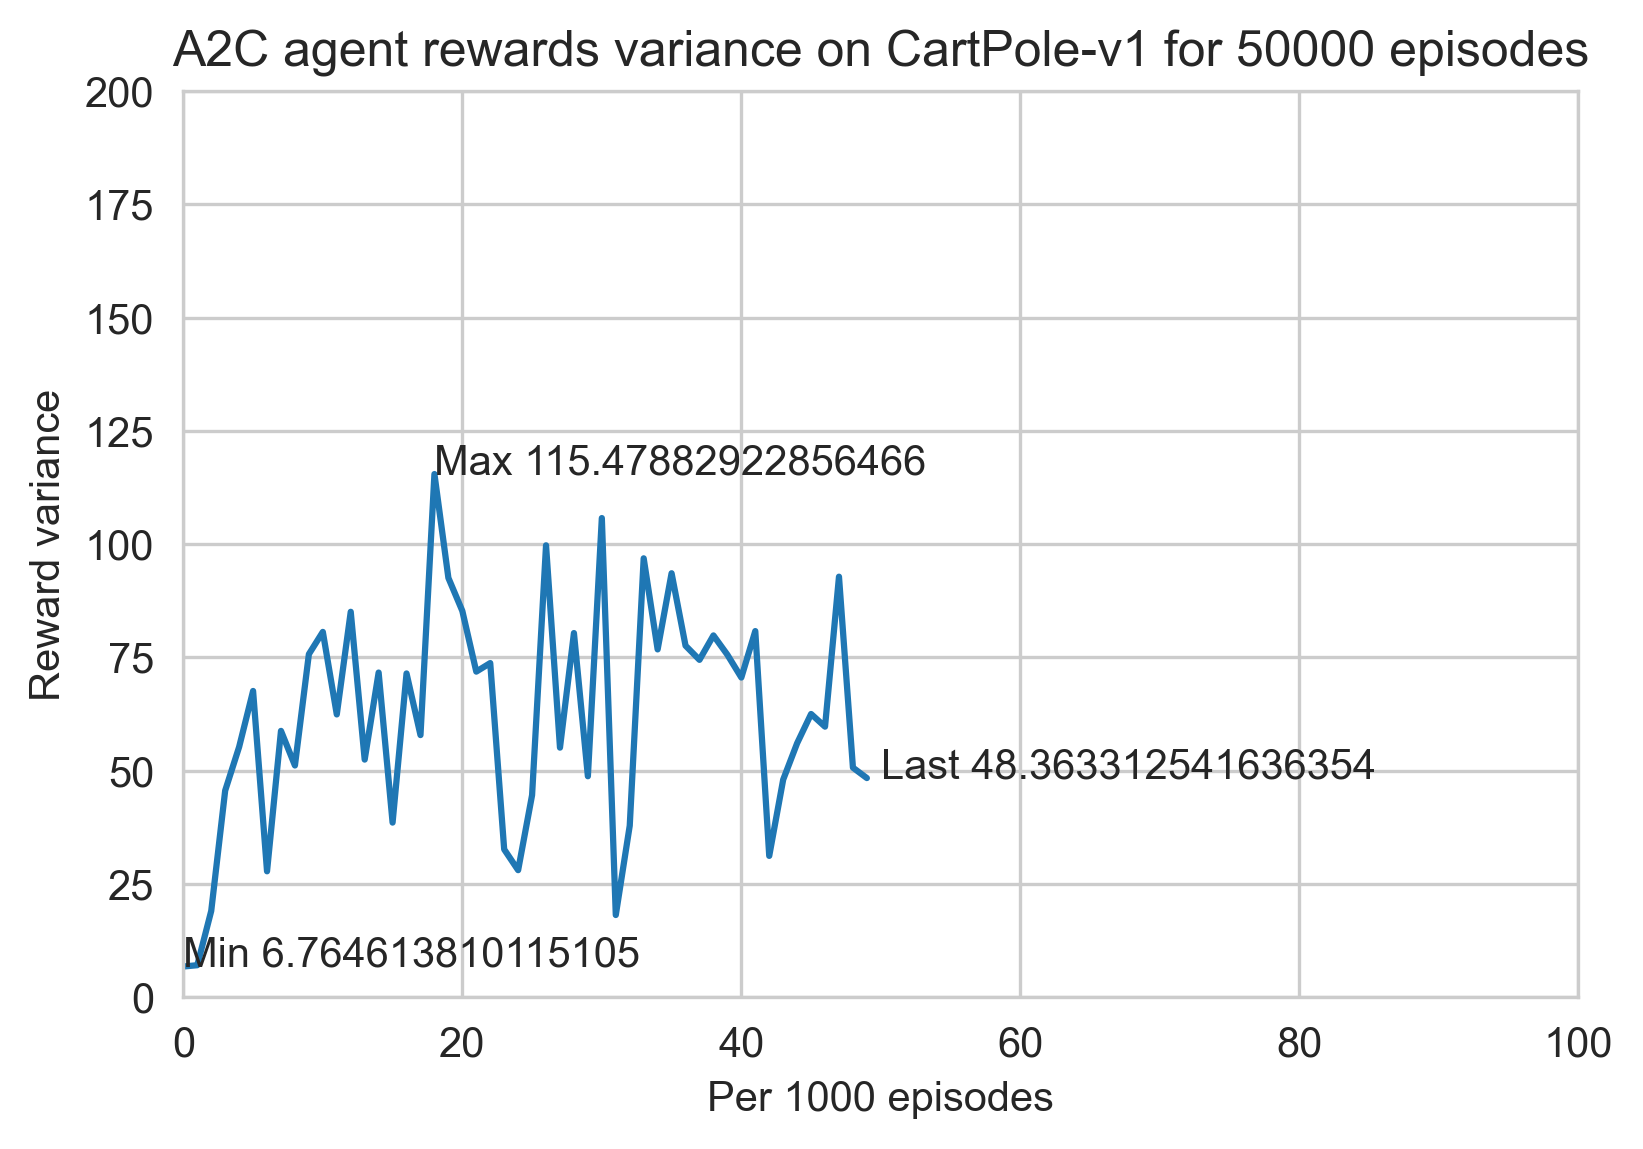 A2C agent rewards variance on CartPole-v1 for 50000 episodes
200
175
150
125
100
75
50
25
0
Reward variance
Max 115.47882922856466
Last 48.363312541636354
Min 6.764613810115105
0 20 40 60 80 100
Per 1000 episodes